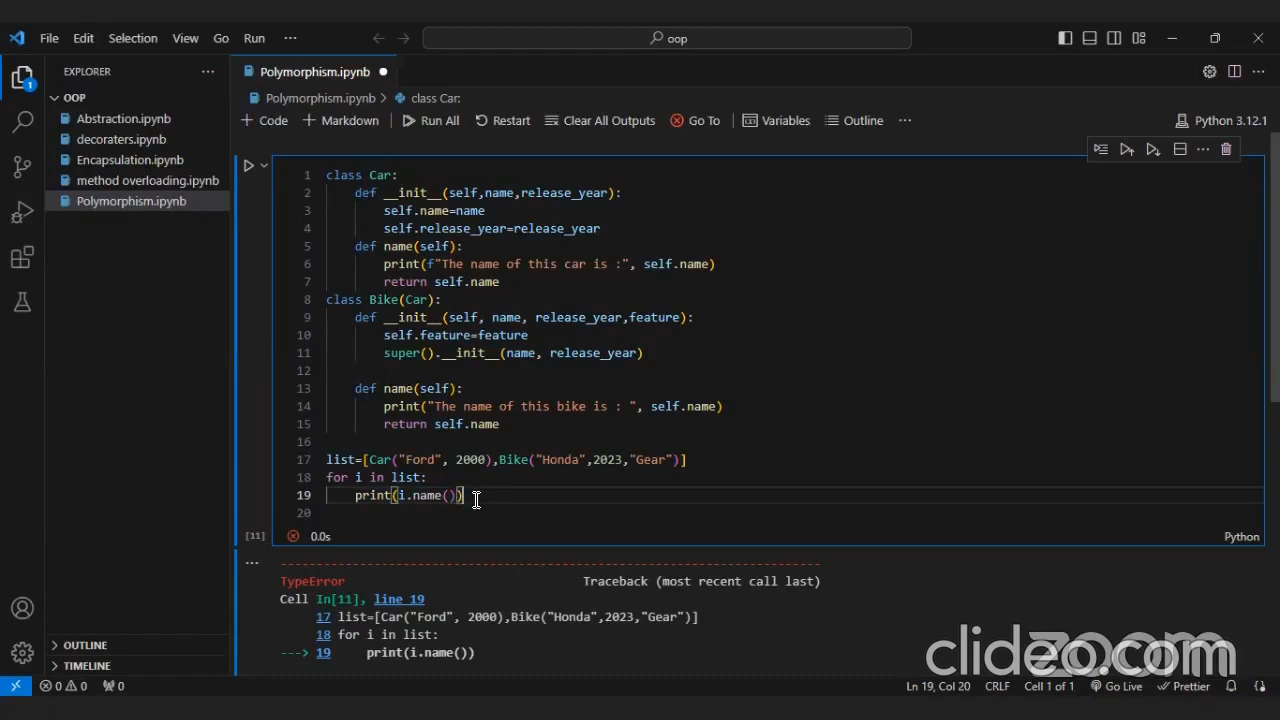 File Edit Selection View Go Run ··· oop
EXPLORER ···
OOP
Abstraction.ipynb
decoraters.ipynb
Encapsulation.ipynb
method overloading.ipynb
Polymorphism.ipynb
OUTLINE
TIMELINE
1
Polymorphism.ipynb
Polymorphism.ipynb > class Car:
+ Code + Markdown Run All Restart Clear All Outputs Go To Variables Outline ··· Python 3.12.1
1 class Car:
2 def __init__(self,name,release_year):
3 self.name=name
4 self.release_year=release_year
5 def name(self):
6 print(f"The name of this car is :", self.name)
7 return self.name
8 class Bike(Car):
9 def __init__(self, name, release_year,feature):
10 self.feature=feature
11 super().__init__(name, release_year)
12
13 def name(self):
14 print("The name of this bike is : ", self.name)
15 return self.name
16
17 list=[Car("Ford", 2000),Bike("Honda",2023,"Gear")]
18 for i in list:
19 print(i.name())
20
[11] 0.0s Python
···
TypeError Traceback (most recent call last)
Cell In[11], line 19
17 list=[Car("Ford", 2000),Bike("Honda",2023,"Gear")]
18 for i in list:
---> 19 print(i.name())
clideo.com
zoom
0 0 0 Ln 19, Col 20 CRLF Cell 1 of 1 Go Live Prettier